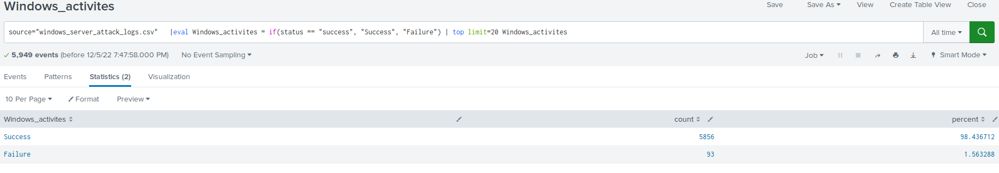 Windows_activites
Save Save As View Create Table View Close
source="windows_server_attack_logs.csv" |eval Windows_activites = if(status == "success", "Success", "Failure") | top limit=20 Windows_activites
All time
5,949 events (before 12/5/22 7:47:58.000 PM) No Event Sampling
Job Smart Mode
Events Patterns Statistics (2) Visualization
10 Per Page Format Preview
Windows_activites count percent
Success 5856 98.436712
Failure 93 1.563288